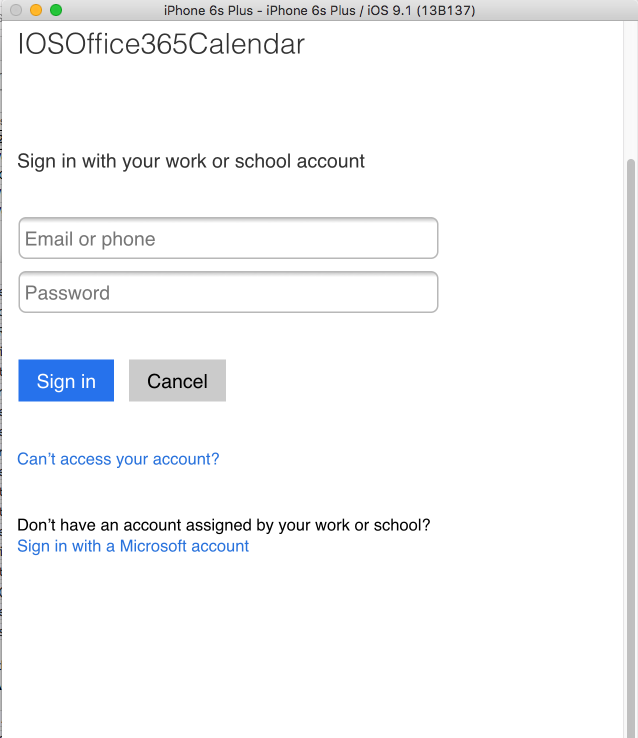 iPhone 6s Plus - iPhone 6s Plus / iOS 9.1 (13B137)
IOSOffice365Calendar
Sign in with your work or school account
Email or phone
Password
Sign in Cancel
Can’t access your account?
Don’t have an account assigned by your work or school?
Sign in with a Microsoft account